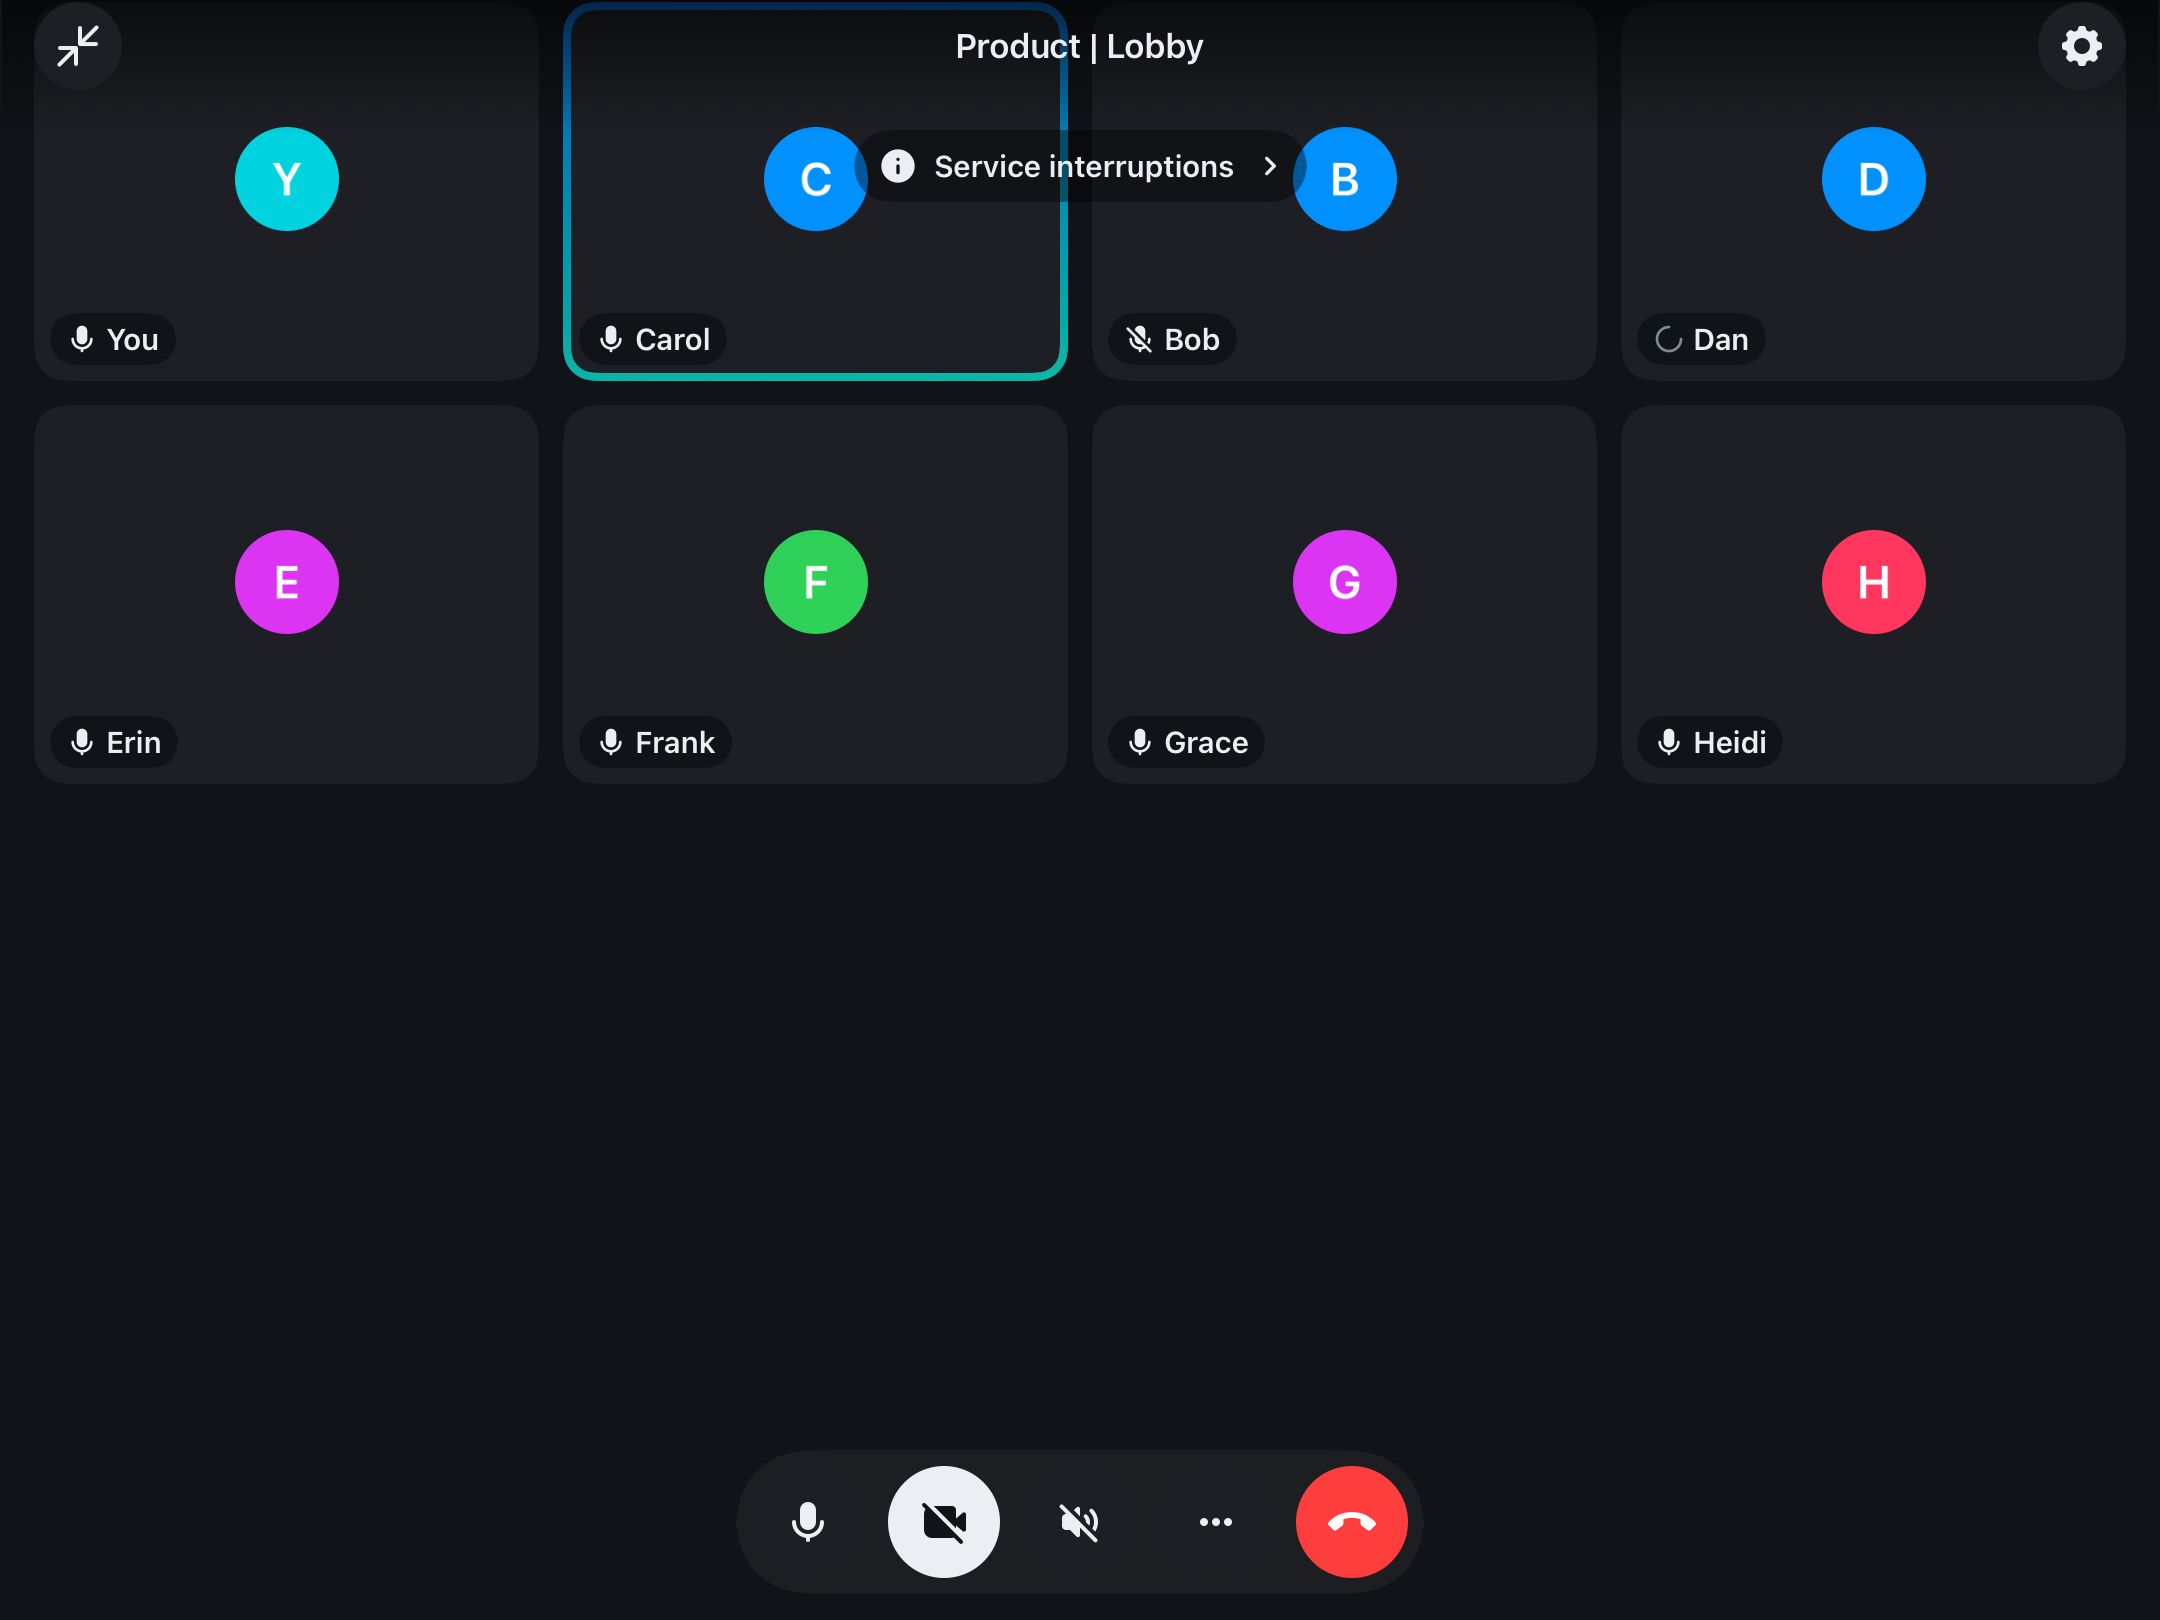 Product | Lobby
Service interruptions
Y
C
B
D
You
Carol
Bob
Dan
E
F
G
H
Erin
Frank
Grace
Heidi